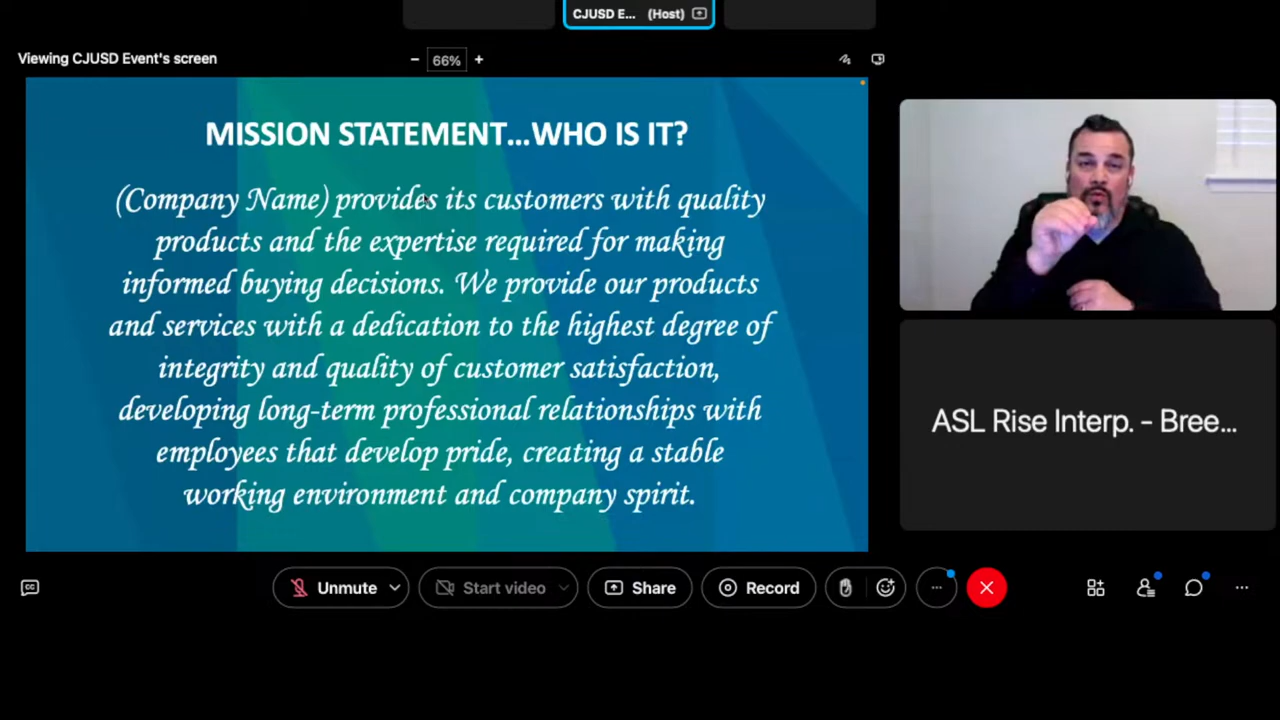 CJUSD E... (Host)
Viewing CJUSD Event's screen
66%
MISSION STATEMENT...WHO IS IT?
(Company Name) provides its customers with quality
products and the expertise required for making
informed buying decisions. We provide our products
and services with a dedication to the highest degree of
integrity and quality of customer satisfaction,
developing long-term professional relationships with
employees that develop pride, creating a stable
working environment and company spirit.
ASL Rise Interp. - Bree...
CC
Unmute
Start video
Share
Record